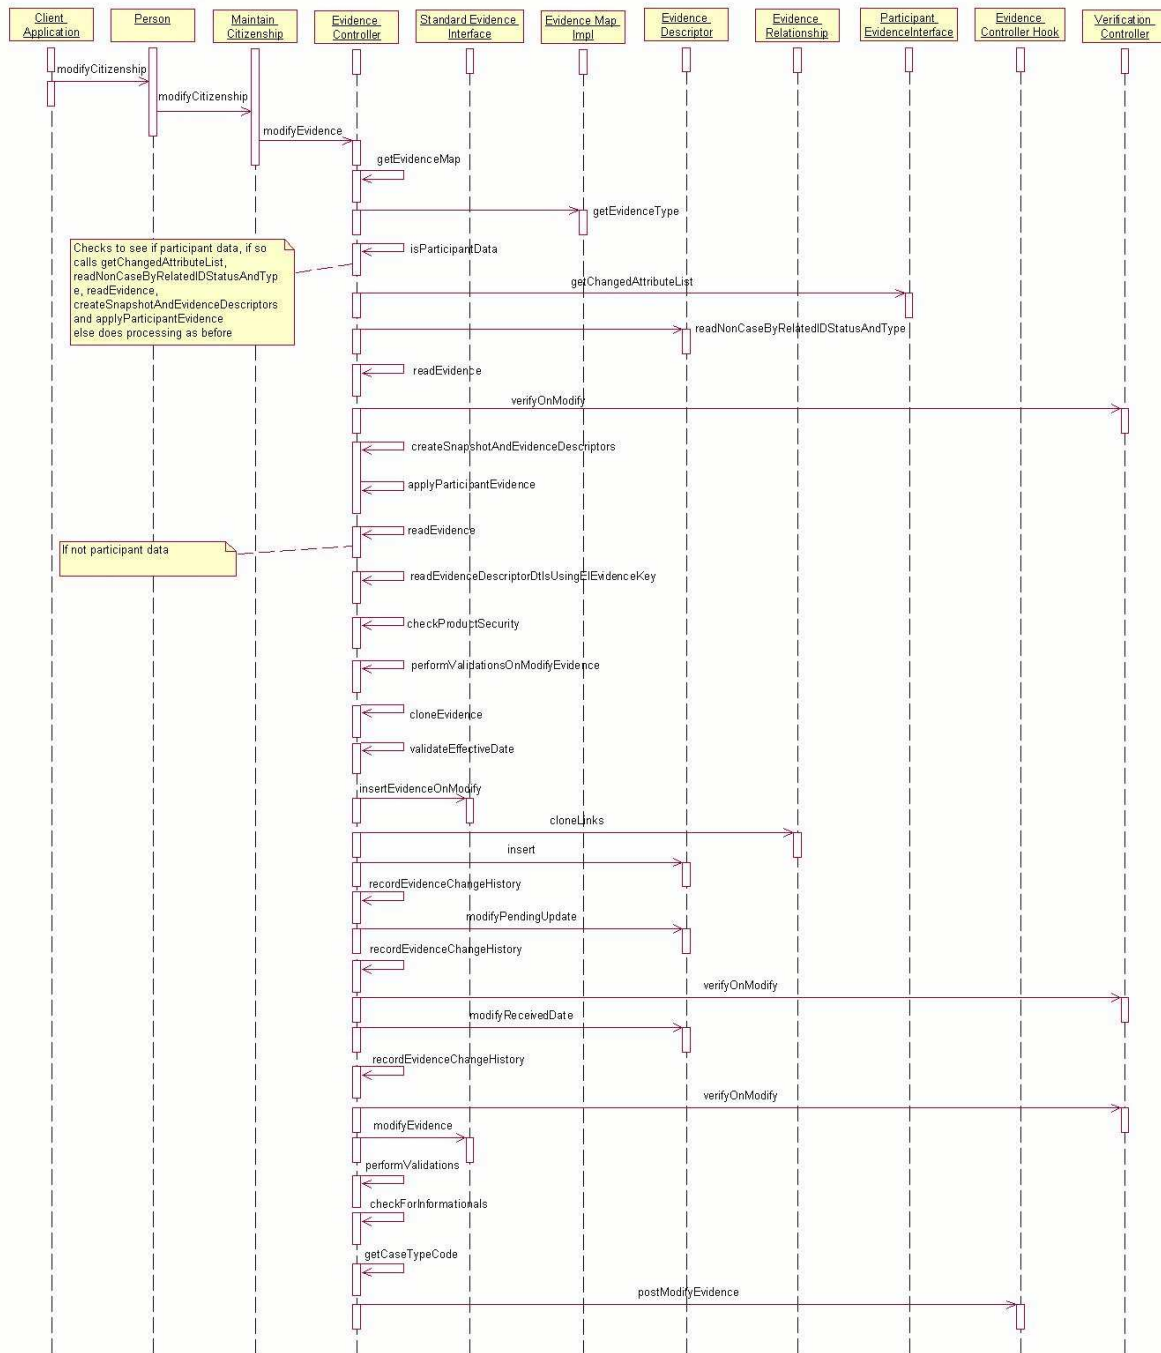 Client
Application
Person
Maintain
Citizenship
Evidence
Controller
Standard Evidence
Interface
Evidence Map
Impl
Evidence
Descriptor
Evidence
Relationship
Participant
EvidenceInterface
Evidence
Controller Hook
Verification
Controller
modifyCitizenship
modifyCitizenship
modifyEvidence
getEvidenceMap
getEvidenceType
Checks to see if participant data, if so
calls getChangedAttributeList,
readNonCaseByRelatedIDStatusAndTyp
e, readEvidence,
createSnapshotAndEvidenceDescriptors
and applyParticipantEvidence
else does processing as before
isParticipantData
getChangedAttributeList
readNonCaseByRelatedIDStatusAndType
readEvidence
verifyOnModify
createSnapshotAndEvidenceDescriptors
applyParticipantEvidence
readEvidence
If not participant data
readEvidenceDescriptorDtlsUsingEIEvidenceKey
checkProductSecurity
performValidationsOnModifyEvidence
cloneEvidence
validateEffectiveDate
insertEvidenceOnModify
cloneLinks
insert
recordEvidenceChangeHistory
modifyPendingUpdate
recordEvidenceChangeHistory
verifyOnModify
modifyReceivedDate
recordEvidenceChangeHistory
verifyOnModify
modifyEvidence
performValidations
checkForInformationals
getCaseTypeCode
postModifyEvidence